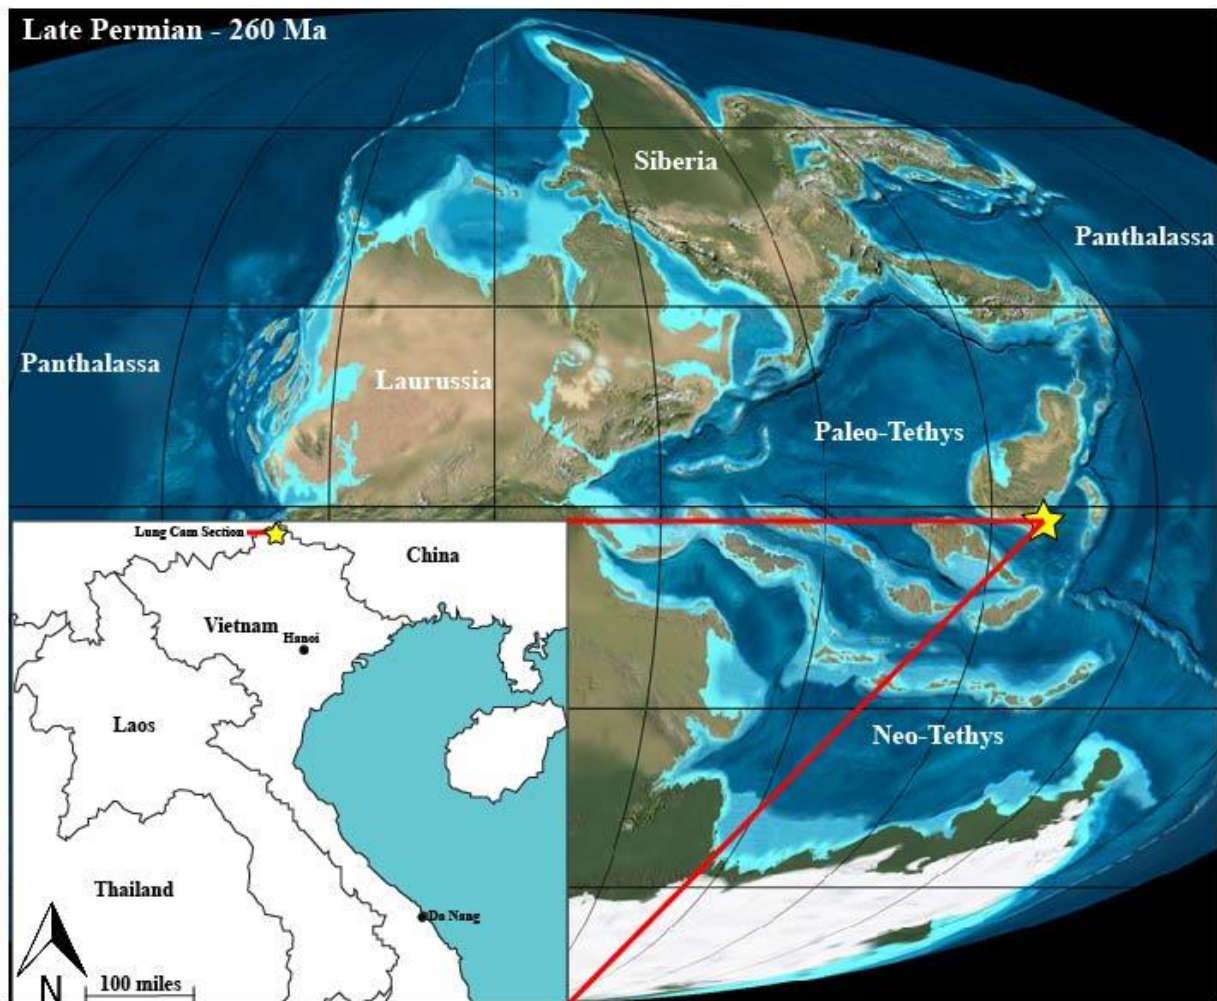 Late Permian - 260 Ma
Siberia
Panthalassa
Panthalassa
Laurussia
Paleo-Tethys
Lung Cam Section
China
Vietnam
Hanoi
Laos
Neo-Tethys
Thailand
Da Nang
N
100 miles